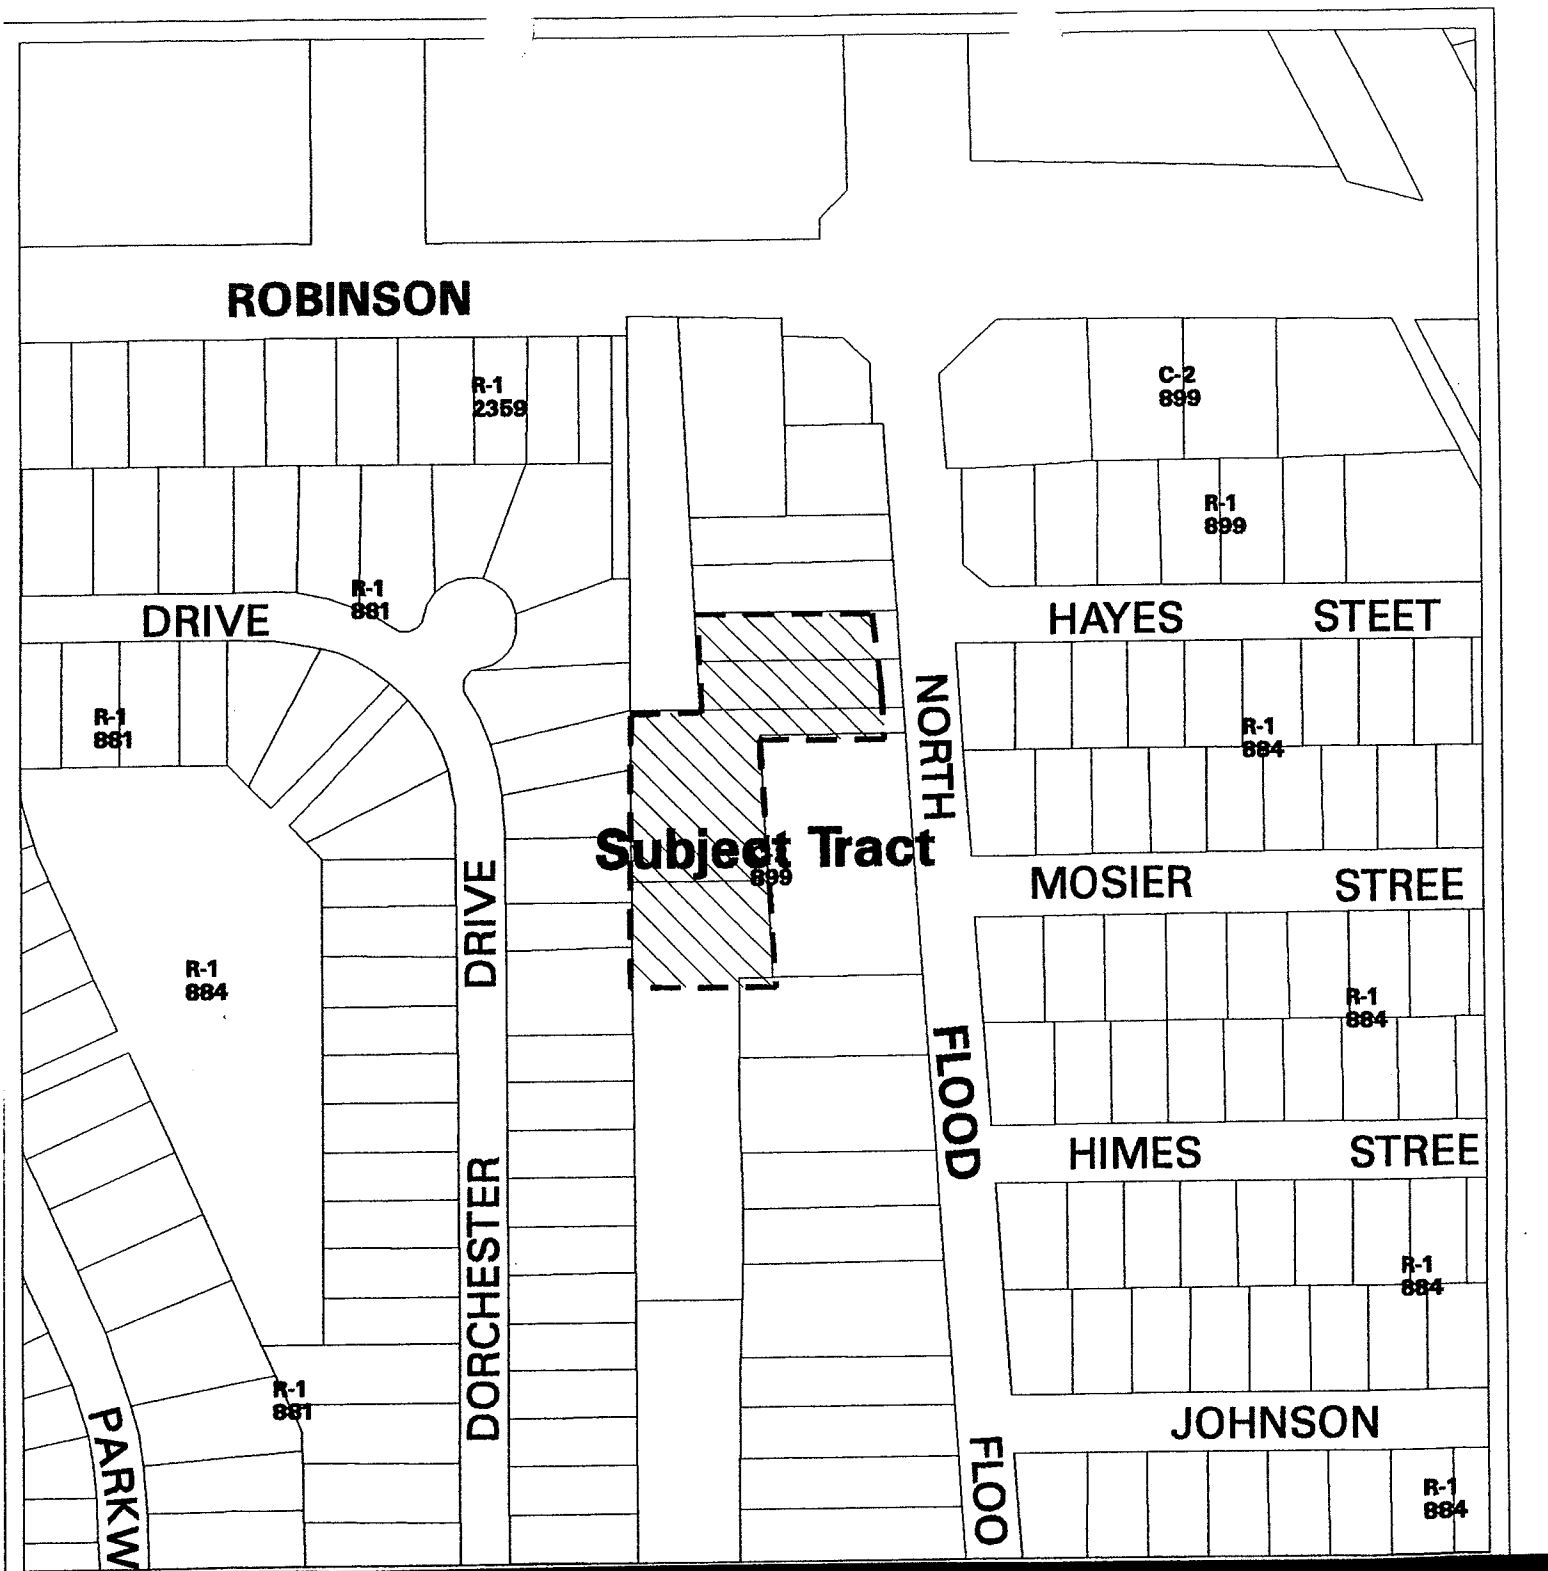 ROBINSON
R-1
2359
C-2
899
R-1
899
R-1
881
DRIVE
HAYES STEET
R-1
881
NORTH
R-1
884
Subject Tract
899
DRIVE
MOSIER STREE
R-1
884
R-1
884
FLOOD
HIMES STREE
DORCHESTER
R-1
884
R-1
881
JOHNSON
PARKW
FLOO
R-1
884